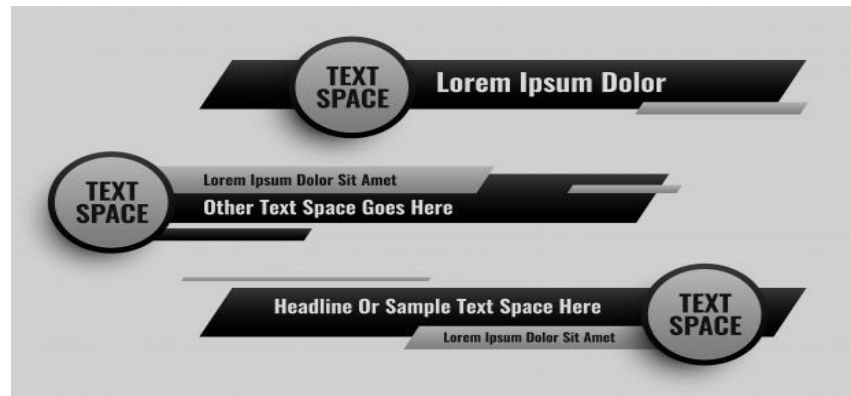 TEXT
SPACE
Lorem Ipsum Dolor
TEXT
SPACE
Lorem Ipsum Dolor Sit Amet
Other Text Space Goes Here
Headline Or Sample Text Space Here
Lorem Ipsum Dolor Sit Amet
TEXT
SPACE